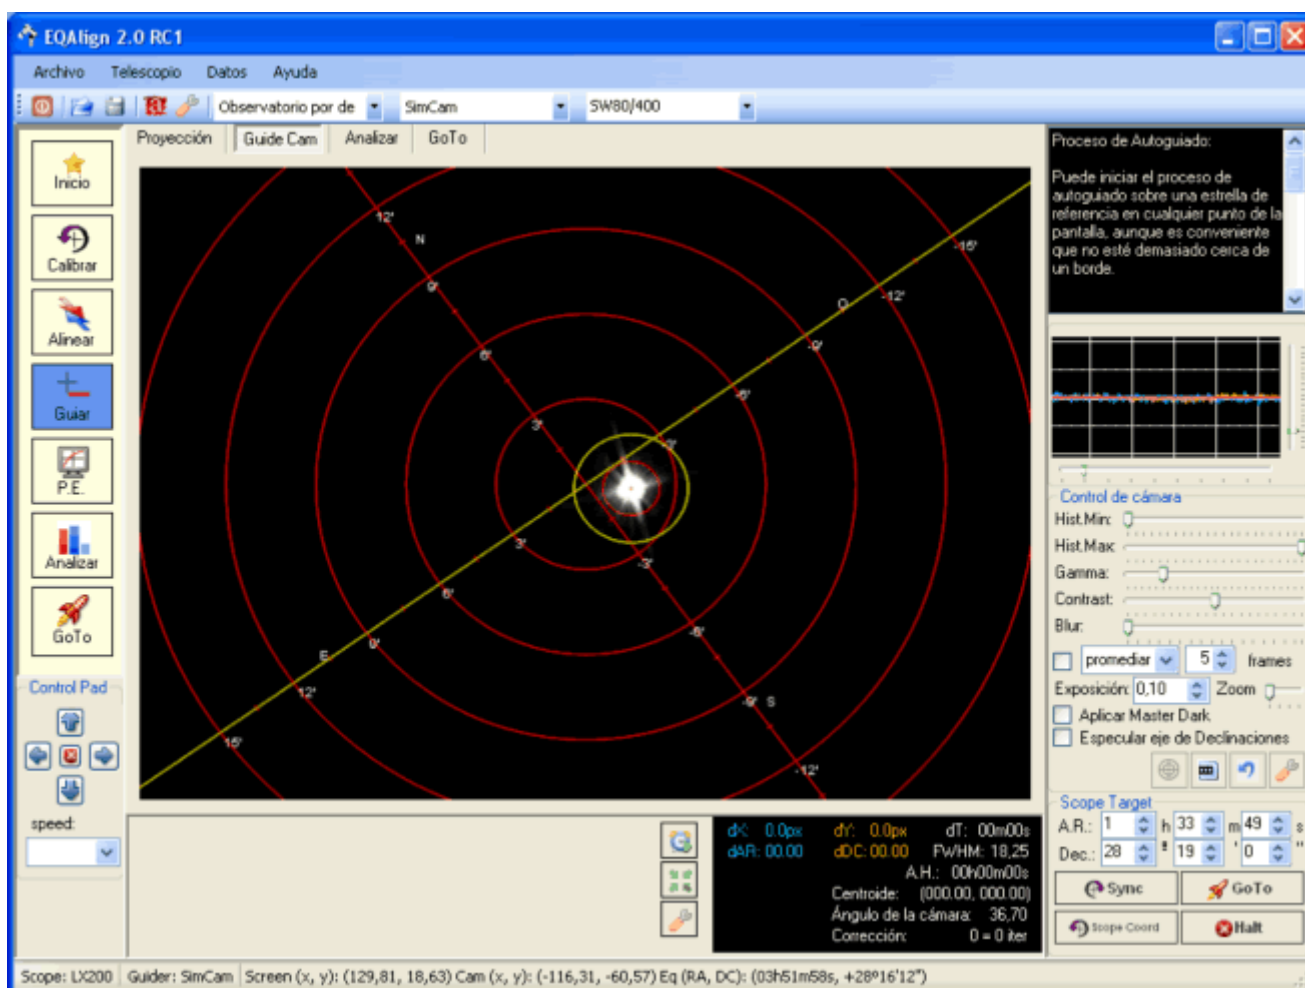 EQAlign 2.0 RC1
Archivo Telescopio Datos Ayuda
Observatorio por de SimCam SW80/400
Proyección Guide Cam Analizar GoTo
Inicio
Calibrar
Alinear
Guiar
P.E.
Analizar
GoTo
Control Pad
speed:
12'
N
9'
6'
3'
-15'
-12'
O
-9'
-6'
-3'
3'
6'
9'
E
12'
15'
-3'
-6'
-9' S
-12'
Proceso de Autoguiado:
Puede iniciar el proceso de
autoguiado sobre una estrella de
referencia en cualquier punto de la
pantalla, aunque es conveniente
que no esté demasiado cerca de
un borde.
Control de cámara
Hist.Min:
Hist.Max:
Gamma:
Contrast:
Blur:
promediar 5 frames
Exposición: 0,10 Zoom
Aplicar Master Dark
Especular eje de Declinaciones
Scope Target
A.R.: 1 h 33 m 49 s
Dec.: 28 º 19 ' 0 "
Sync GoTo
Scope Coord Halt
dX: 0.0px dY: 0.0px dT: 00m00s
dAR: 00.00 dDC: 00.00 FWHM: 18,25
A.H.: 00h00m00s
Centroide: (000.00, 000.00)
Ángulo de la cámara: 36,70
Corrección: 0 = 0 iter
Scope: LX200 Guider: SimCam Screen (x, y): (129,81, 18,63) Cam (x, y): (-116,31, -60,57) Eq (RA, DC): (03h51m58s, +28º16'12")